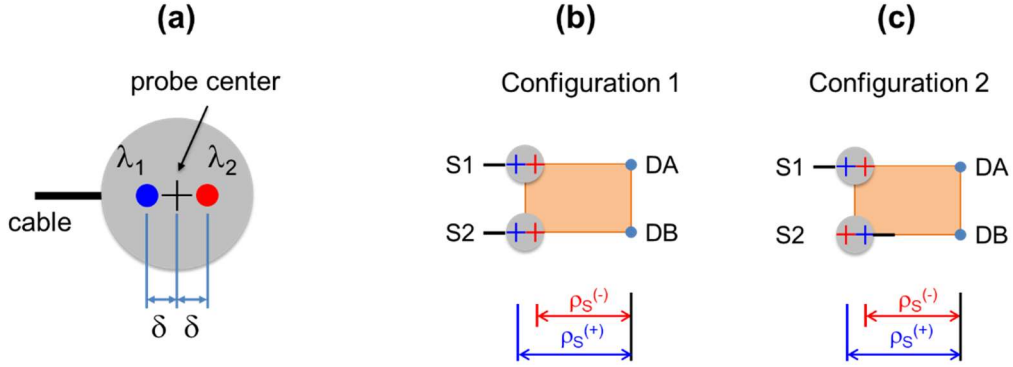 (a)
probe center
λ₁
λ₂
cable
δ
δ
(b)
Configuration 1
S1
DA
S2
DB
ρS(-)
ρS(+)
(c)
Configuration 2
S1
DA
S2
DB
ρS(-)
ρS(+)